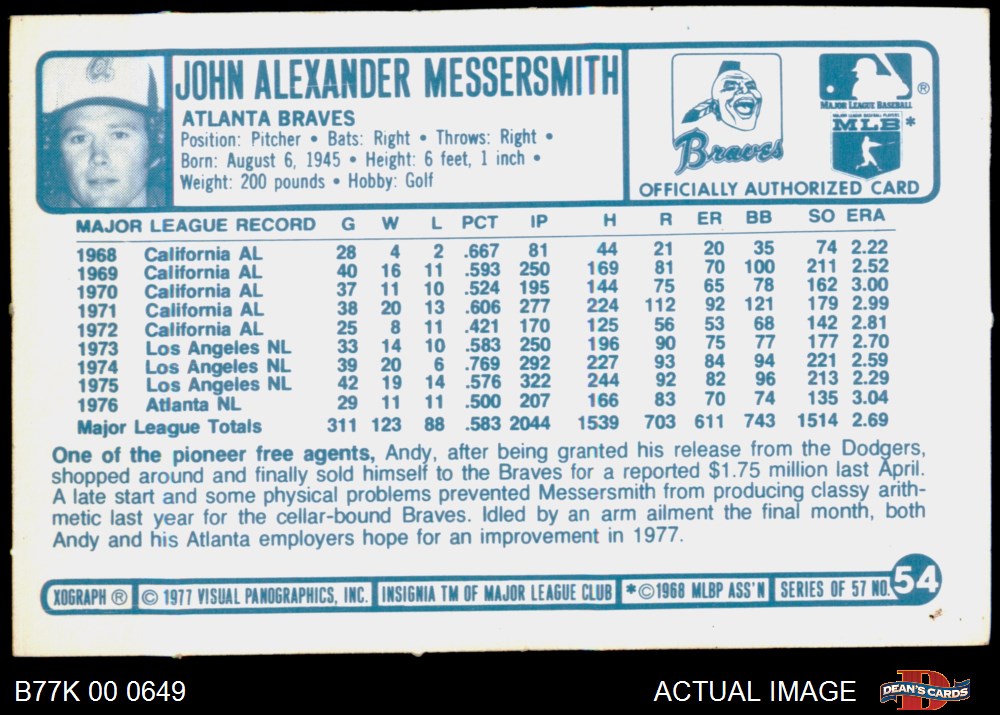 a
JOHN ALEXANDER MESSERSMITH
ATLANTA BRAVES
Position: Pitcher • Bats: Right • Throws: Right •
Born: August 6, 1945 • Height: 6 feet, 1 inch •
Weight: 200 pounds • Hobby: Golf
Braves
MAJOR LEAGUE BASEBALL ®
MAJOR LEAGUE BASEBALL PLAYERS
MLB *
OFFICIALLY AUTHORIZED CARD
MAJOR LEAGUE RECORD G W L PCT IP H R ER BB SO ERA
1968 California AL 28 4 2 .667 81 44 21 20 35 74 2.22
1969 California AL 40 16 11 .593 250 169 81 70 100 211 2.52
1970 California AL 37 11 10 .524 195 144 75 65 78 162 3.00
1971 California AL 38 20 13 .606 277 224 112 92 121 179 2.99
1972 California AL 25 8 11 .421 170 125 56 53 68 142 2.81
1973 Los Angeles NL 33 14 10 .583 250 196 90 75 77 177 2.70
1974 Los Angeles NL 39 20 6 .769 292 227 93 84 94 221 2.59
1975 Los Angeles NL 42 19 14 .576 322 244 92 82 96 213 2.29
1976 Atlanta NL 29 11 11 .500 207 166 83 70 74 135 3.04
Major League Totals 311 123 88 .583 2044 1539 703 611 743 1514 2.69
One of the pioneer free agents, Andy, after being granted his release from the Dodgers,
shopped around and finally sold himself to the Braves for a reported $1.75 million last April.
A late start and some physical problems prevented Messersmith from producing classy arith-
metic last year for the cellar-bound Braves. Idled by an arm ailment the final month, both
Andy and his Atlanta employers hope for an improvement in 1977.
XOGRAPH ® © 1977 VISUAL PANOGRAPHICS, INC. INSIGNIA TM OF MAJOR LEAGUE CLUB *©1968 MLBP ASS'N SERIES OF 57 NO. 54
B77K 00 0649 ACTUAL IMAGE DEAN'S CARDS